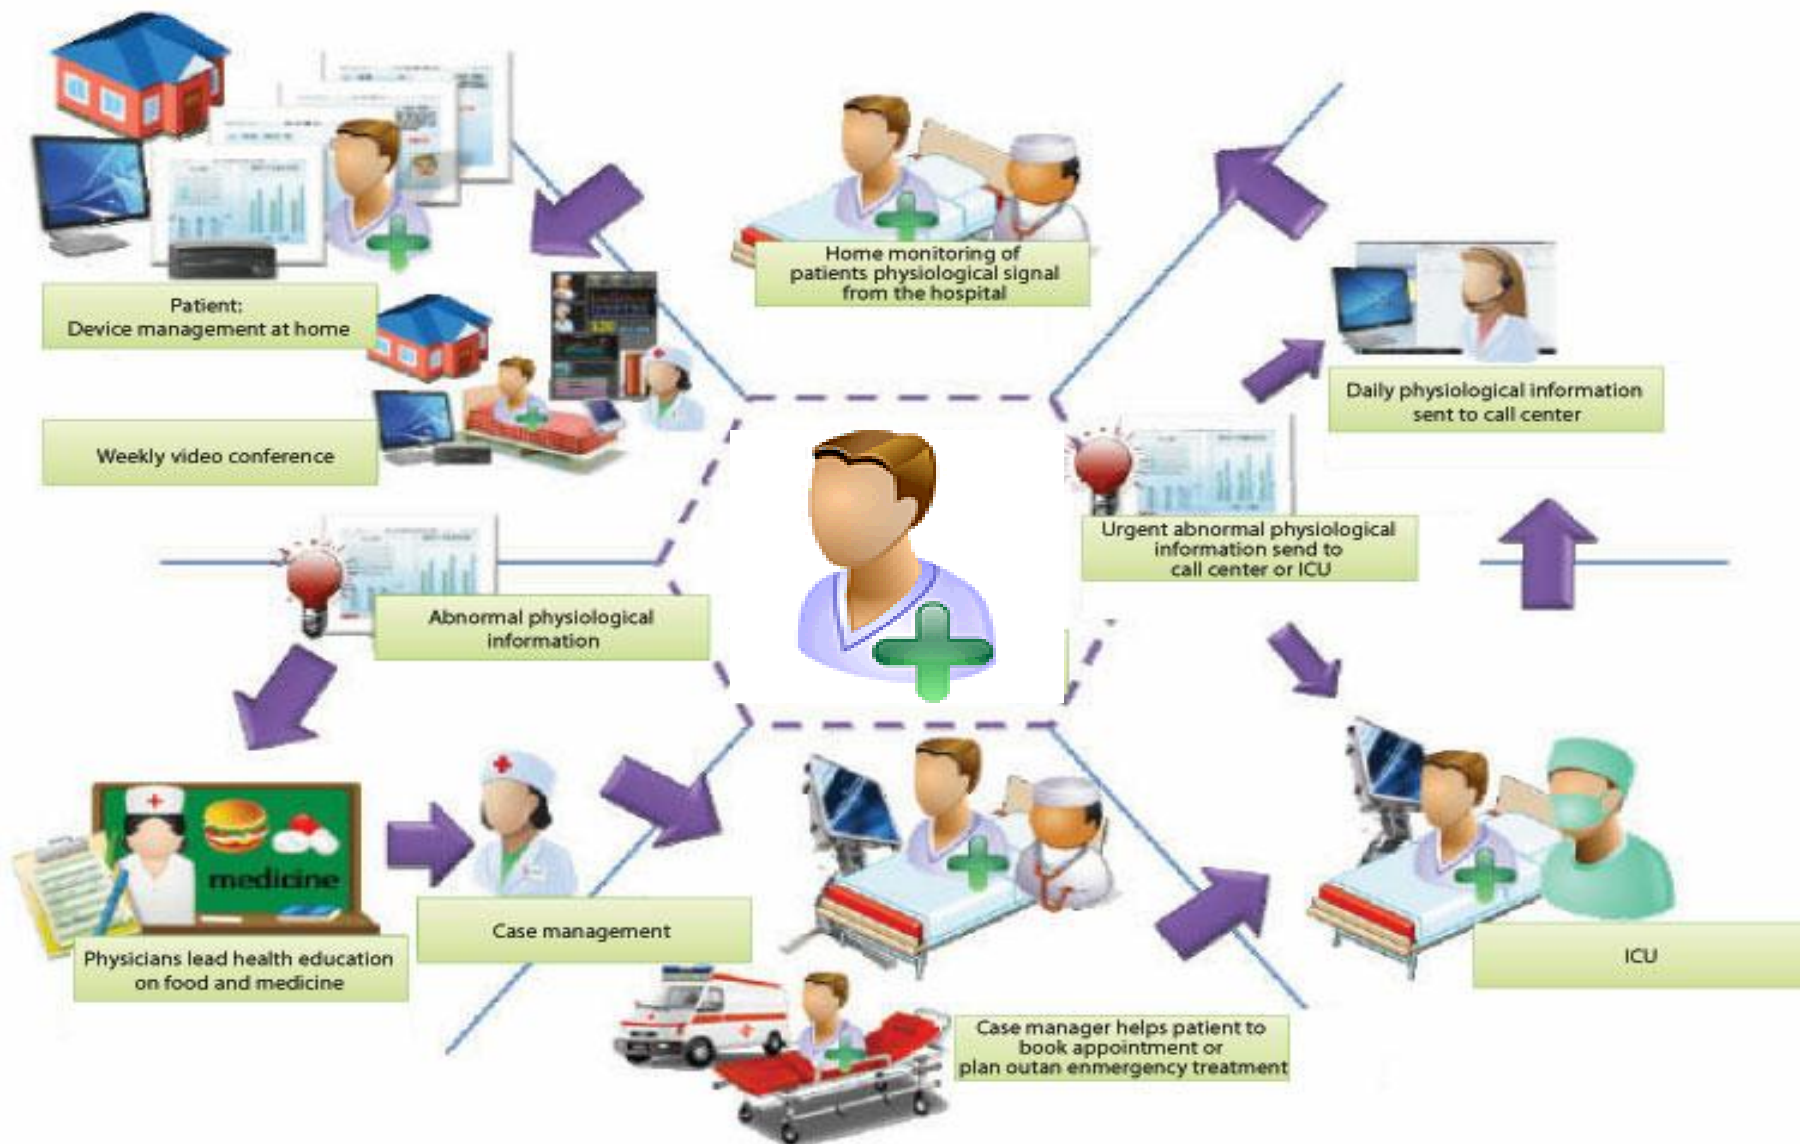 Home monitoring of
patients physiological signal
from the hospital
Patient:
Device management at home
Daily physiological information
sent to call center
Weekly video conference
Urgent abnormal physiological
information send to
call center or ICU
Abnormal physiological
information
medicine
Case management
Physicians lead health education
on food and medicine
ICU
Case manager helps patient to
book appointment or
plan outan enmergency treatment